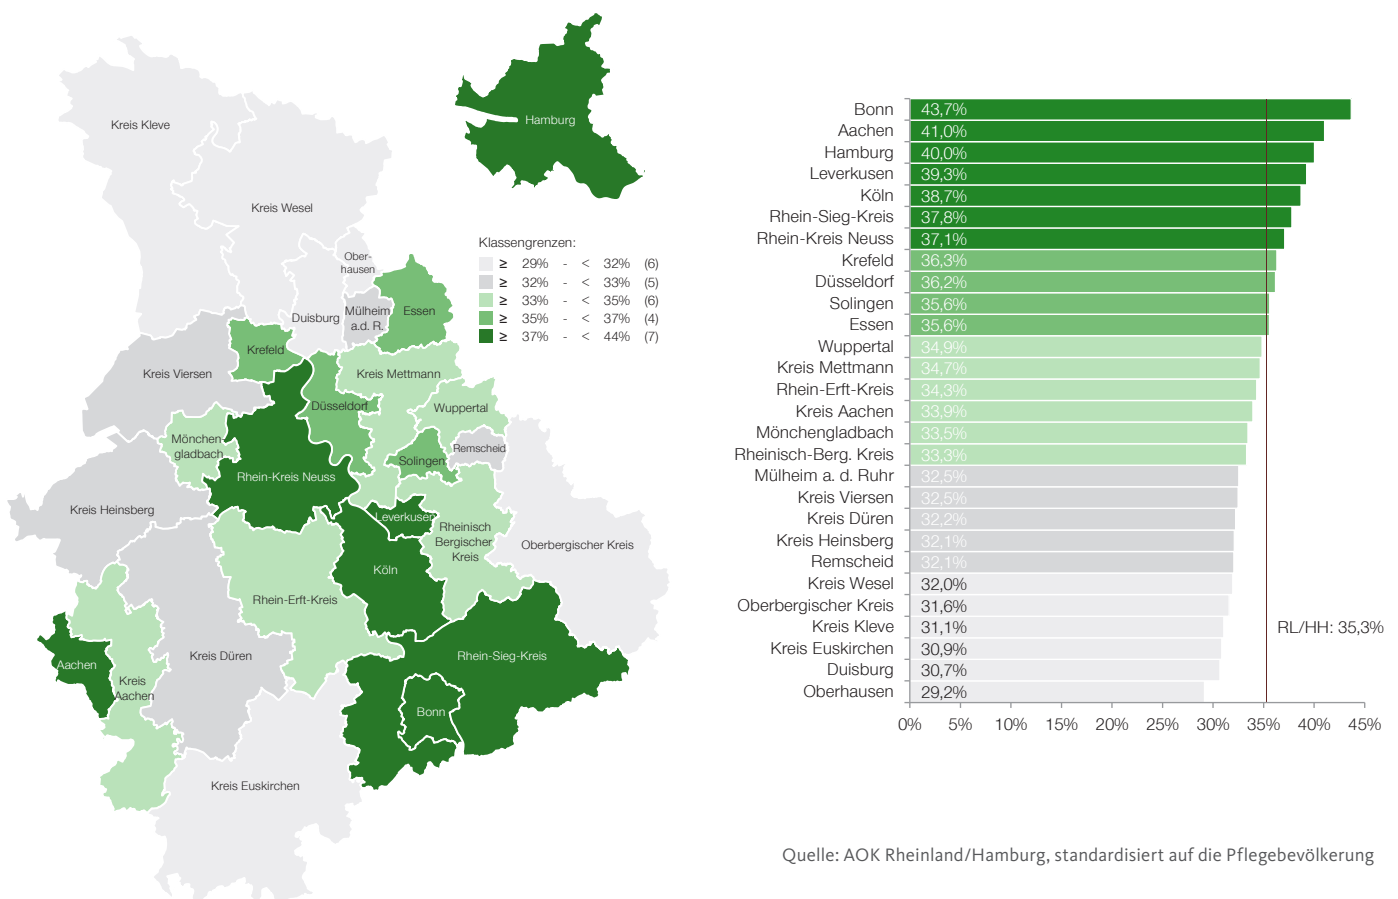 Kreis Kleve
Hamburg
Kreis Wesel
Klassengrenzen:
≥ 29% - < 32% (6)
≥ 32% - < 33% (5)
≥ 33% - < 35% (6)
≥ 35% - < 37% (4)
≥ 37% - < 44% (7)
Ober-
hausen
Duisburg
Mülheim
a.d. R.
Essen
Krefeld
Kreis Viersen
Kreis Mettmann
Düsseldorf
Wuppertal
Mönchen-
gladbach
Remscheid
Solingen
Rhein-Kreis Neuss
Kreis Heinsberg
Leverkusen
Rheinisch
Bergischer
Kreis
Oberbergischer Kreis
Köln
Rhein-Erft-Kreis
Kreis Düren
Rhein-Sieg-Kreis
Aachen
Kreis
Aachen
Bonn
Kreis Euskirchen
Bonn 43,7%
Aachen 41,0%
Hamburg 40,0%
Leverkusen 39,3%
Köln 38,7%
Rhein-Sieg-Kreis 37,8%
Rhein-Kreis Neuss 37,1%
Krefeld 36,3%
Düsseldorf 36,2%
Solingen 35,6%
Essen 35,6%
Wuppertal 34,9%
Kreis Mettmann 34,7%
Rhein-Erft-Kreis 34,3%
Kreis Aachen 33,9%
Mönchengladbach 33,5%
Rheinisch-Berg. Kreis 33,3%
Mülheim a. d. Ruhr 32,5%
Kreis Viersen 32,5%
Kreis Düren 32,2%
Kreis Heinsberg 32,1%
Remscheid 32,1%
Kreis Wesel 32,0%
Oberbergischer Kreis 31,6%
Kreis Kleve 31,1%
RL/HH: 35,3%
Kreis Euskirchen 30,9%
Duisburg 30,7%
Oberhausen 29,2%
0% 5% 10% 15% 20% 25% 30% 35% 40% 45%
Quelle: AOK Rheinland/Hamburg, standardisiert auf die Pflegebevölkerung